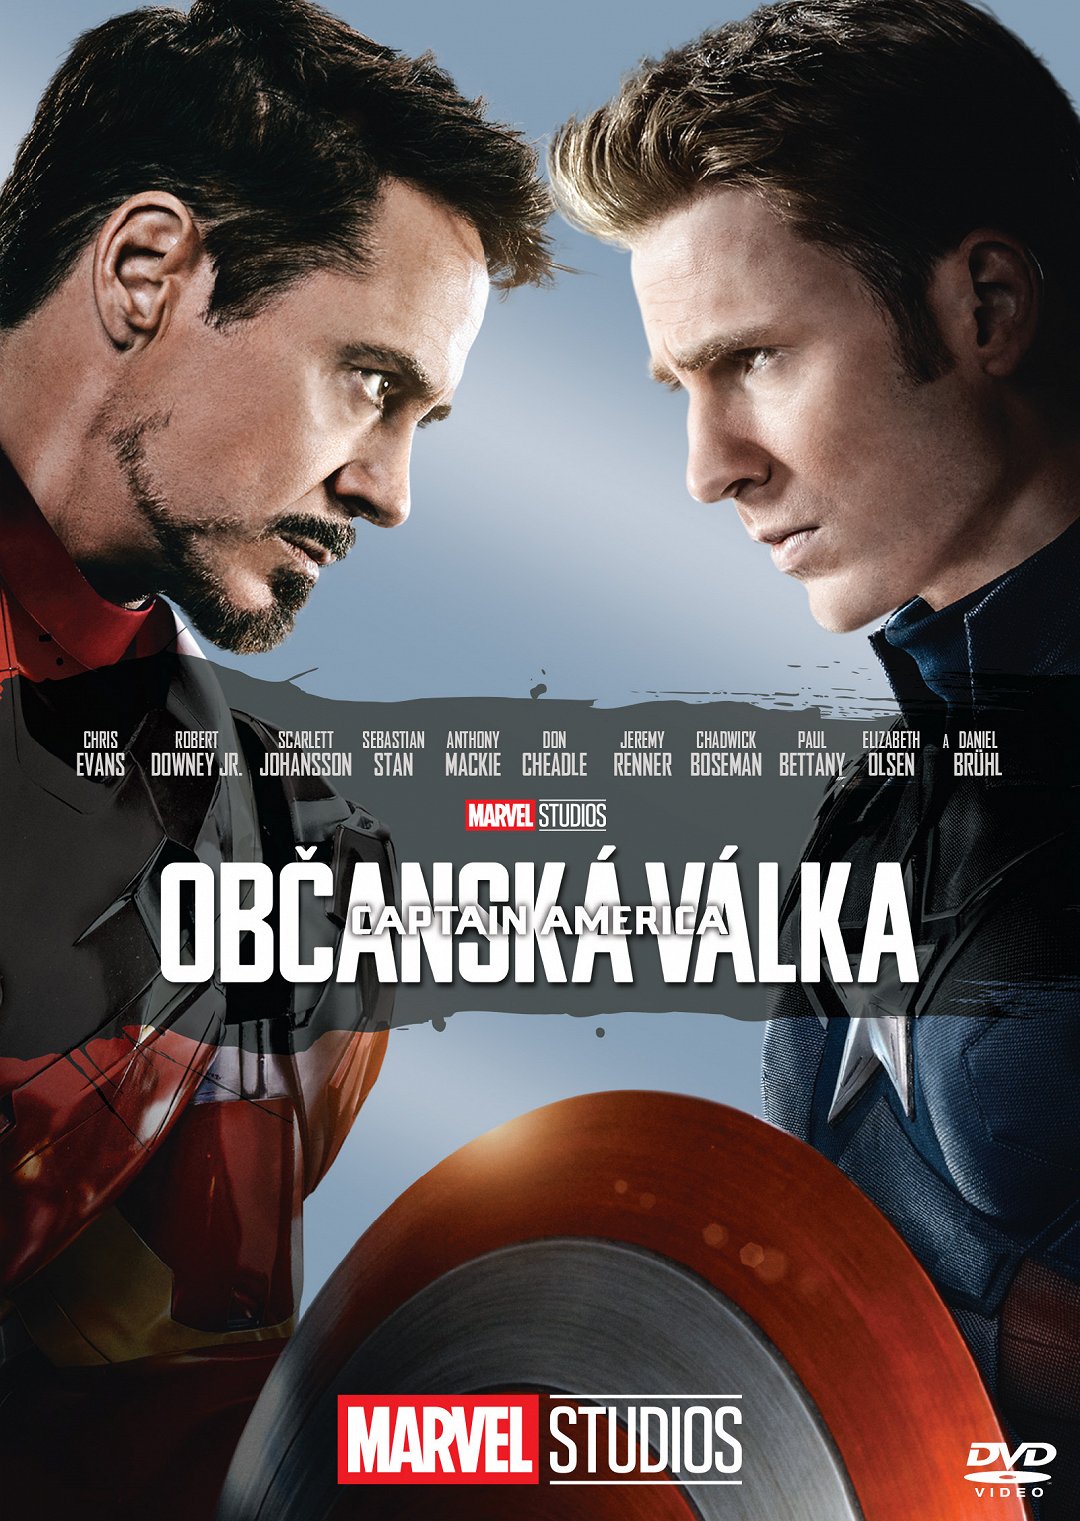 CHRIS EVANS ROBERT DOWNEY JR. SCARLETT JOHANSSON SEBASTIAN STAN ANTHONY MACKIE DON CHEADLE JEREMY RENNER CHADWICK BOSEMAN PAUL BETTANY ELIZABETH OLSEN A DANIEL BRÜHL
MARVEL STUDIOS
OBČANSKÁ VÁLKA
CAPTAIN AMERICA
MARVEL STUDIOS
DVD
VIDEO